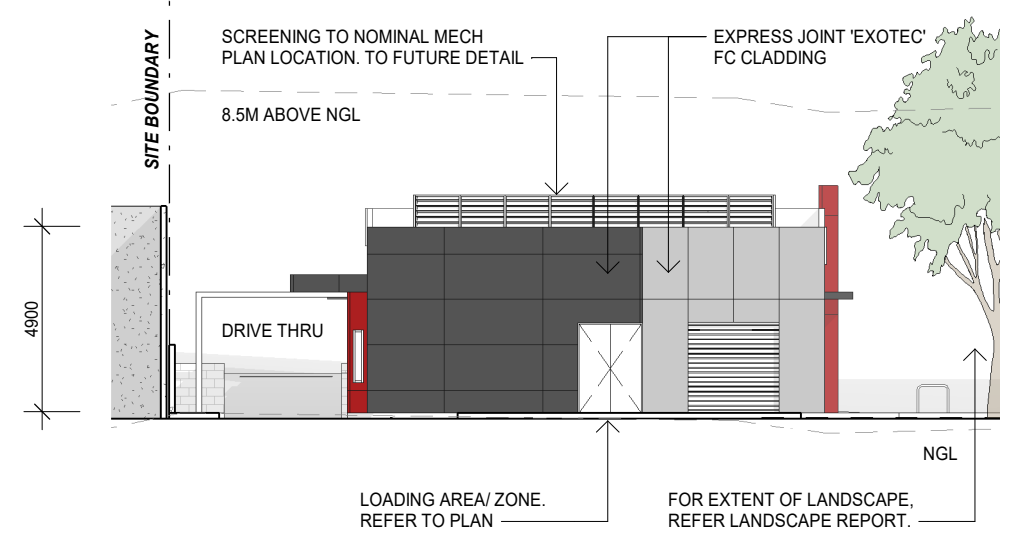 SITE BOUNDARY
SCREENING TO NOMINAL MECH
PLAN LOCATION. TO FUTURE DETAIL
EXPRESS JOINT 'EXOTEC'
FC CLADDING
8.5M ABOVE NGL
4900
DRIVE THRU
NGL
LOADING AREA/ ZONE.
REFER TO PLAN
FOR EXTENT OF LANDSCAPE,
REFER LANDSCAPE REPORT.